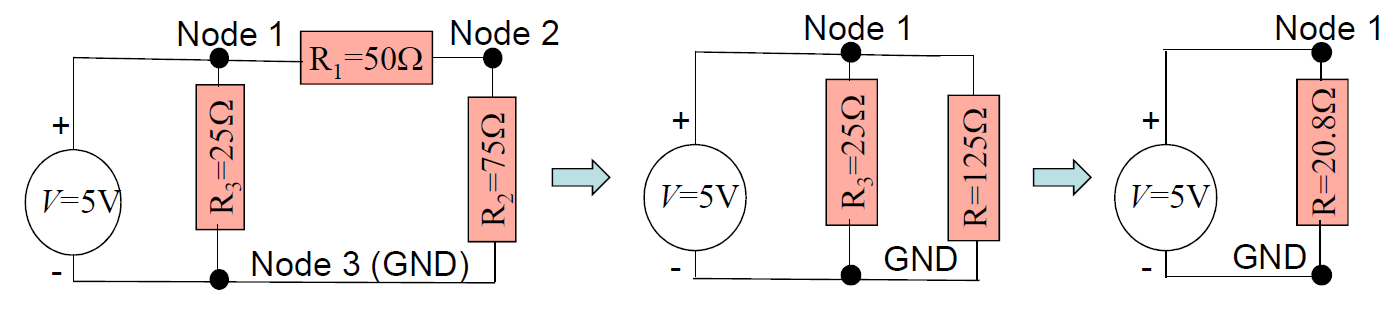 Node 1
R1=50Ω
Node 2
+
V=5V
-
R3=25Ω
R2=75Ω
Node 3 (GND)
Node 1
+
V=5V
-
R3=25Ω
R=125Ω
GND
Node 1
+
V=5V
-
R=20.8Ω
GND